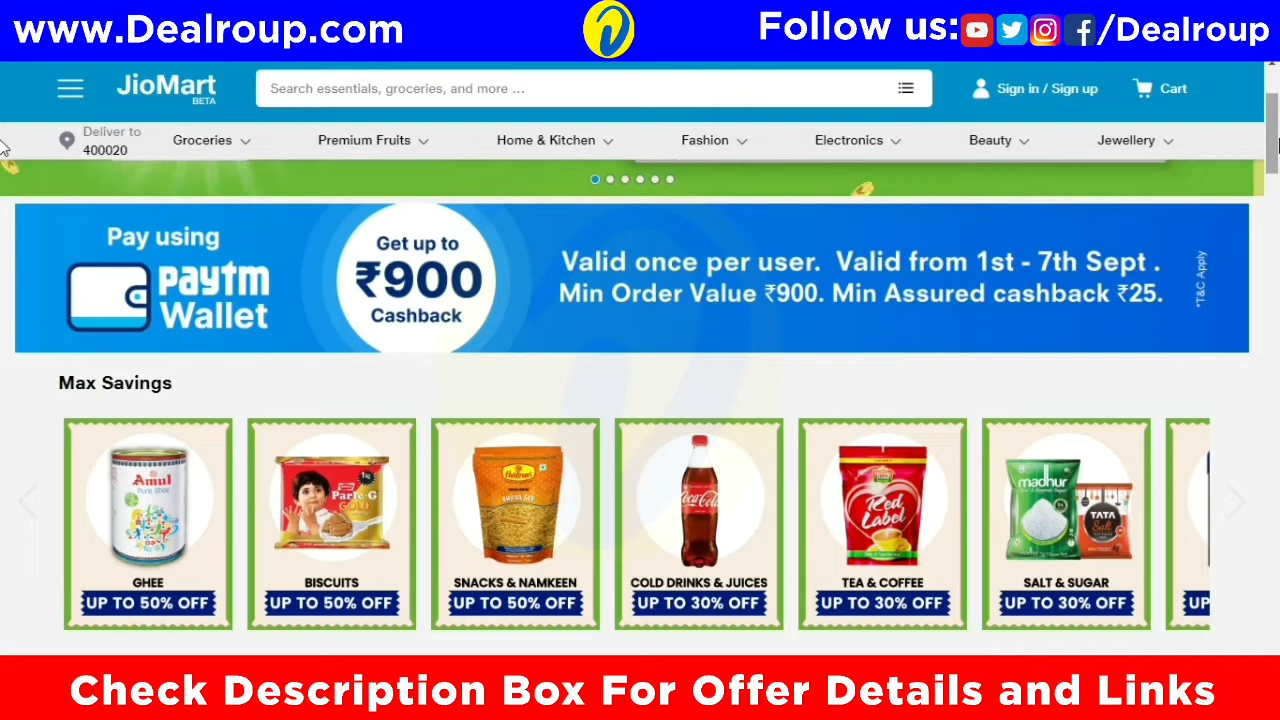 www.Dealroup.com
Follow us: /Dealroup
JioMart
BETA
Search essentials, groceries, and more ...
Sign in / Sign up
Cart
Deliver to
400020
Groceries
Premium Fruits
Home & Kitchen
Fashion
Electronics
Beauty
Jewellery
Pay using
paytm
Wallet
Get up to
₹900
Cashback
Valid once per user. Valid from 1st - 7th Sept .
Min Order Value ₹900. Min Assured cashback ₹25.
*T&C Apply
Max Savings
Amul
Pure Ghee
Parle-G
GOLD
1kg
Haldiram's
Coca-Cola
Red
Label
madhur
TATA
Salt
GHEE
UP TO 50% OFF
BISCUITS
UP TO 50% OFF
SNACKS & NAMKEEN
UP TO 50% OFF
COLD DRINKS & JUICES
UP TO 30% OFF
TEA & COFFEE
UP TO 30% OFF
SALT & SUGAR
UP TO 30% OFF
UP
Check Description Box For Offer Details and Links